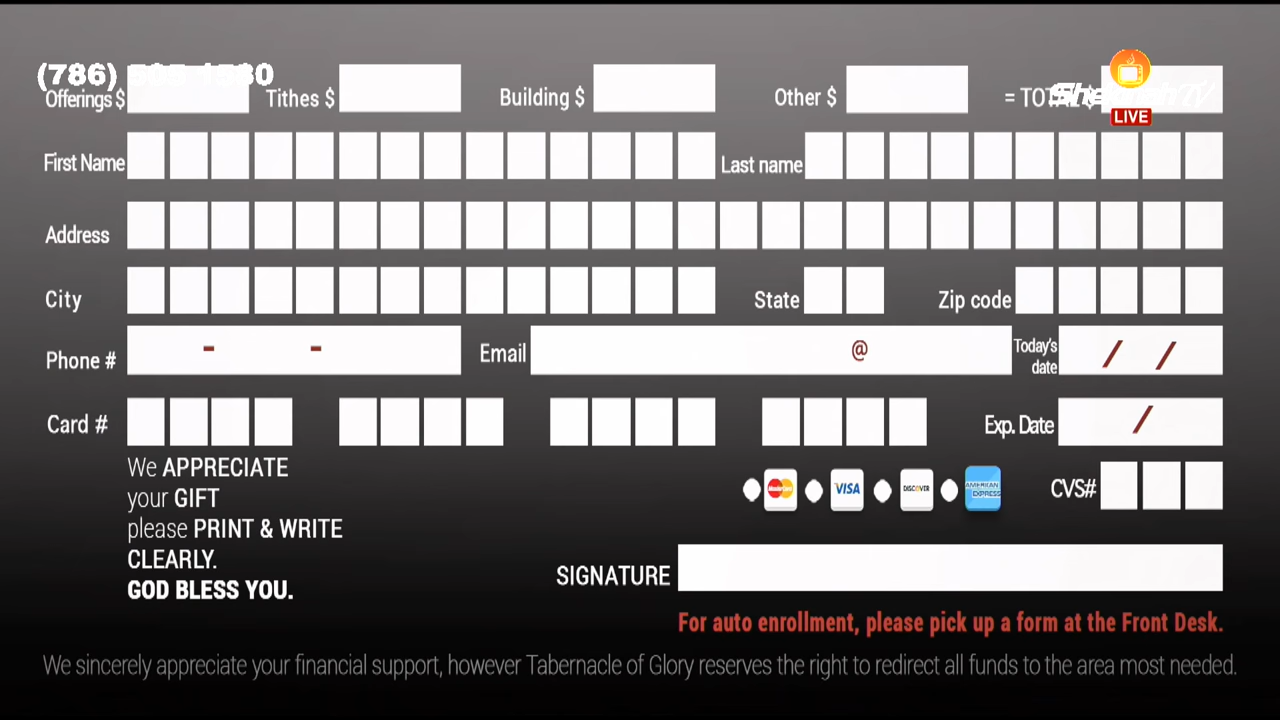 (786)
Offerings $ Tithes $ Building $ Other $ = TOTAL $
LIVE
First Name Last name
Address
City State Zip code
Phone # - - Email @ Today's date / /
Card # Exp. Date /
We APPRECIATE
your GIFT
please PRINT & WRITE
CLEARLY.
GOD BLESS YOU.
MasterCard VISA DISCOVER AMERICAN EXPRESS CVS#
SIGNATURE
For auto enrollment, please pick up a form at the Front Desk.
We sincerely appreciate your financial support, however Tabernacle of Glory reserves the right to redirect all funds to the area most needed.